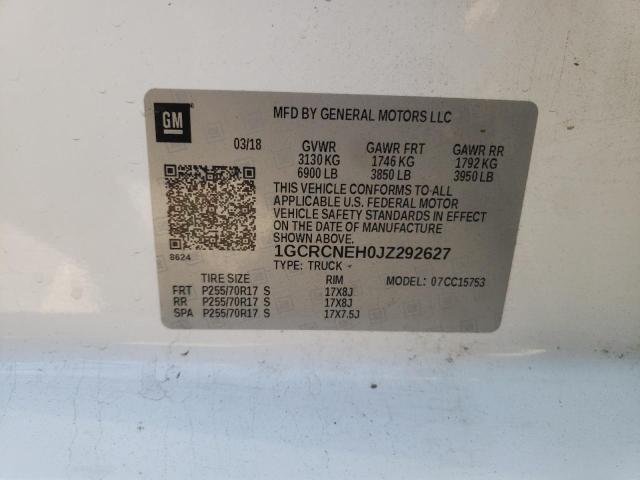 GM
MFD BY GENERAL MOTORS LLC
03/18 GVWR GAWR FRT GAWR RR
3130 KG 1746 KG 1792 KG
6900 LB 3850 LB 3950 LB
THIS VEHICLE CONFORMS TO ALL
APPLICABLE U.S. FEDERAL MOTOR
VEHICLE SAFETY STANDARDS IN EFFECT
ON THE DATE OF MANUFACTURE
SHOWN ABOVE.
8624
1GCRCNEH0JZ292627
TYPE: TRUCK
TIRE SIZE RIM MODEL: 07CC15753
FRT P255/70R17 S 17X8J
RR P255/70R17 S 17X8J
SPA P255/70R17 S 17X7.5J